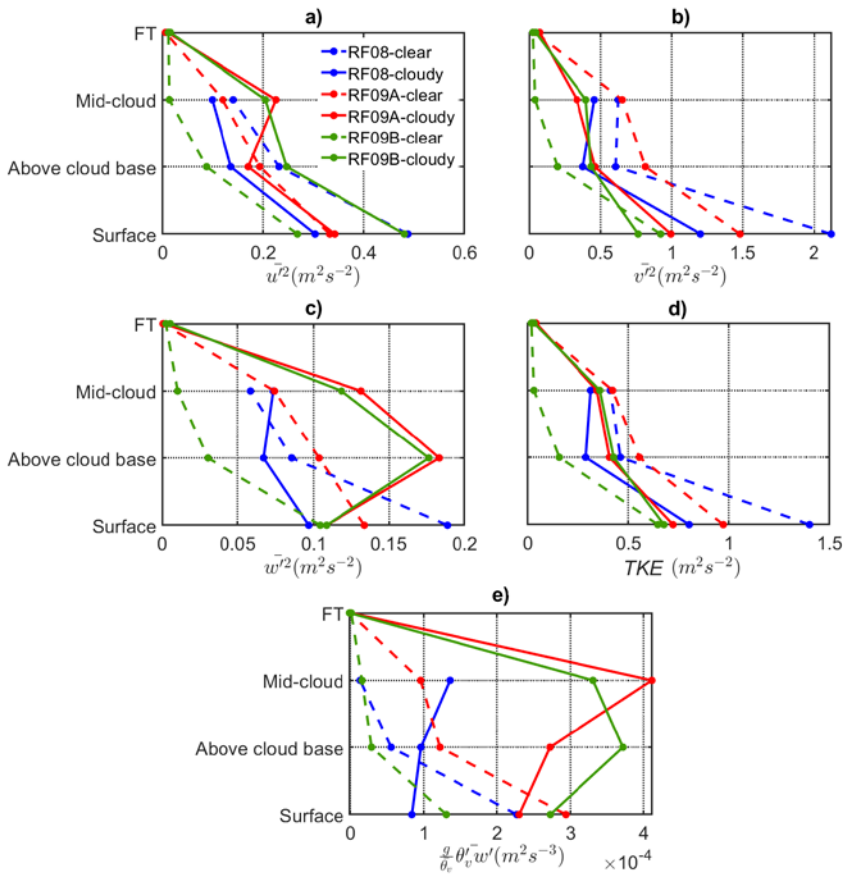 a)
FT
Mid-cloud
Above cloud base
Surface
RF08-clear
RF08-cloudy
RF09A-clear
RF09A-cloudy
RF09B-clear
RF09B-cloudy
0 0.2 0.4 0.6
u'̄² (m²s⁻²)
b)
0 0.5 1 1.5 2
v'̄² (m²s⁻²)
c)
FT
Mid-cloud
Above cloud base
Surface
0 0.05 0.1 0.15 0.2
w'̄² (m²s⁻²)
d)
0 0.5 1 1.5
TKE (m²s⁻²)
e)
FT
Mid-cloud
Above cloud base
Surface
0 1 2 3 4
g/θᵥ θ'ᵥ‾w' (m²s⁻³)
×10⁻⁴